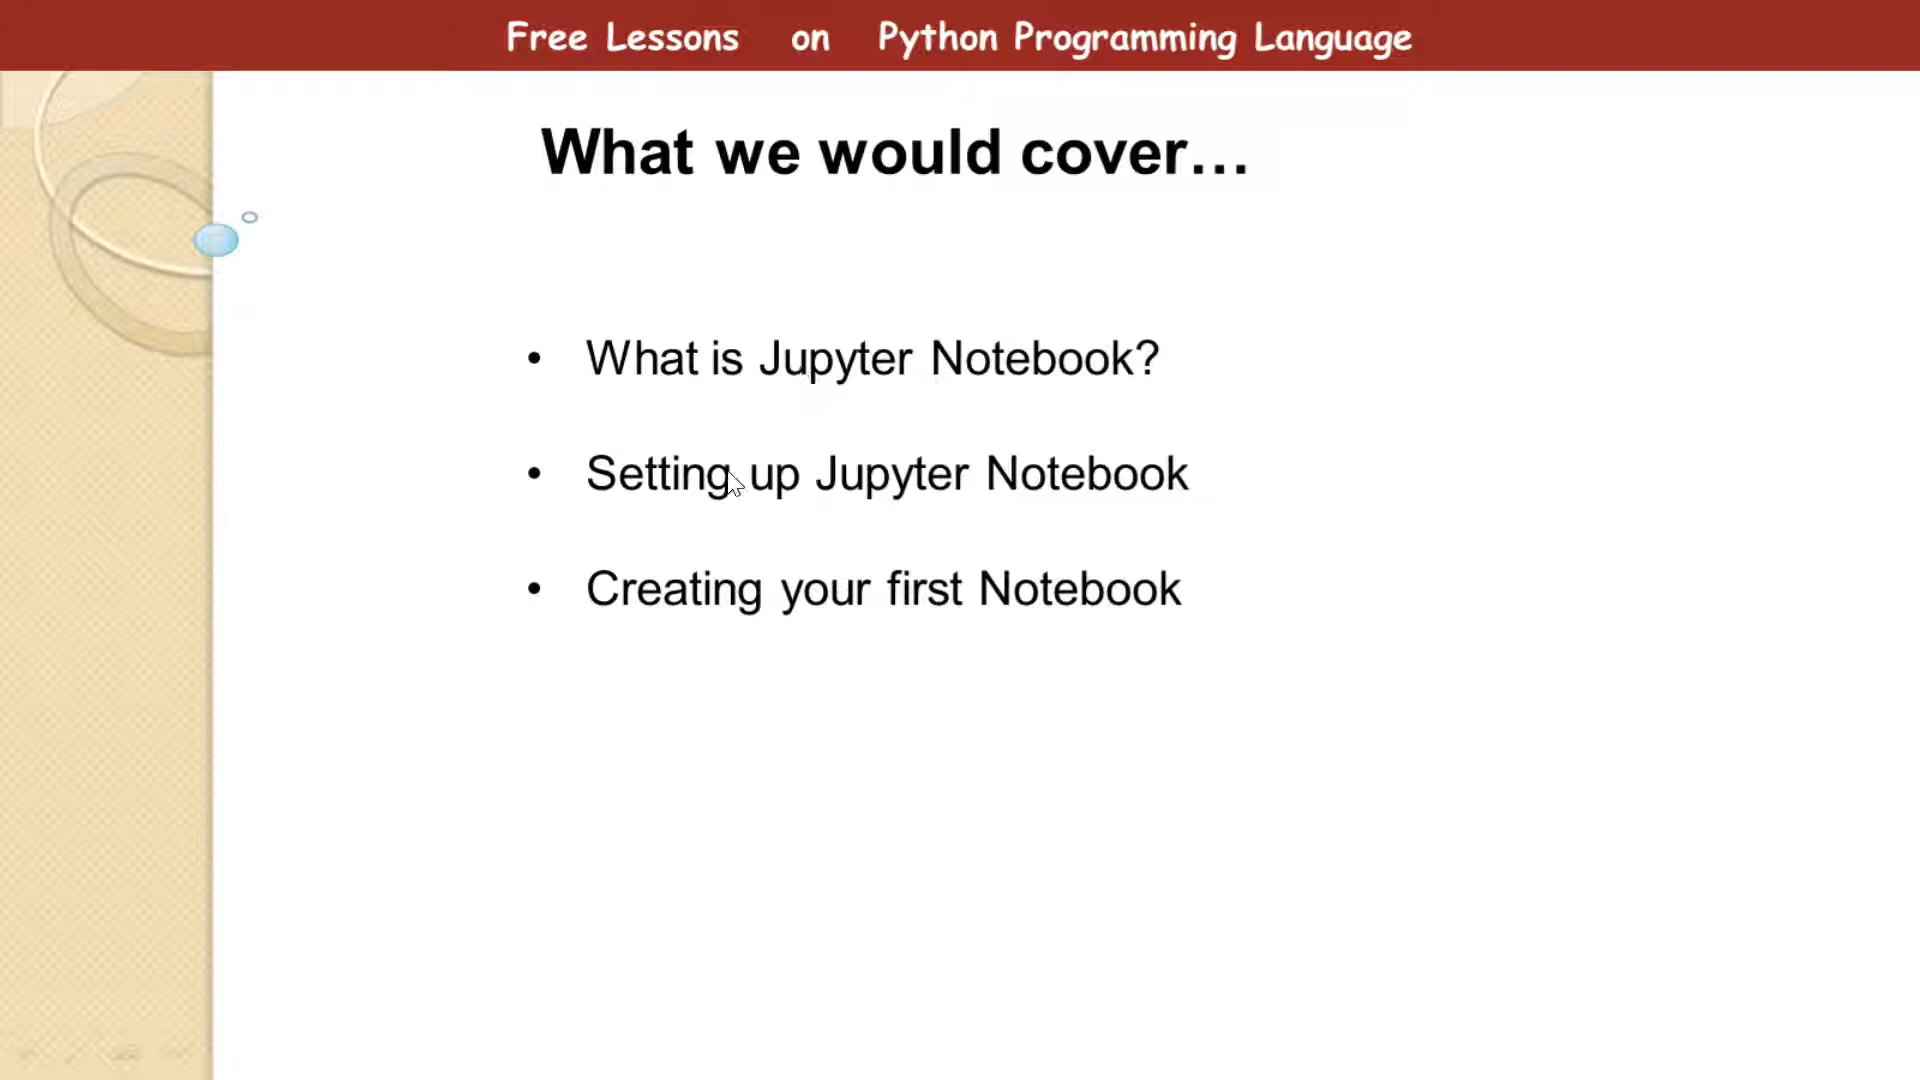 Free Lessons on Python Programming Language
What we would cover…
• What is Jupyter Notebook?
• Setting up Jupyter Notebook
• Creating your first Notebook